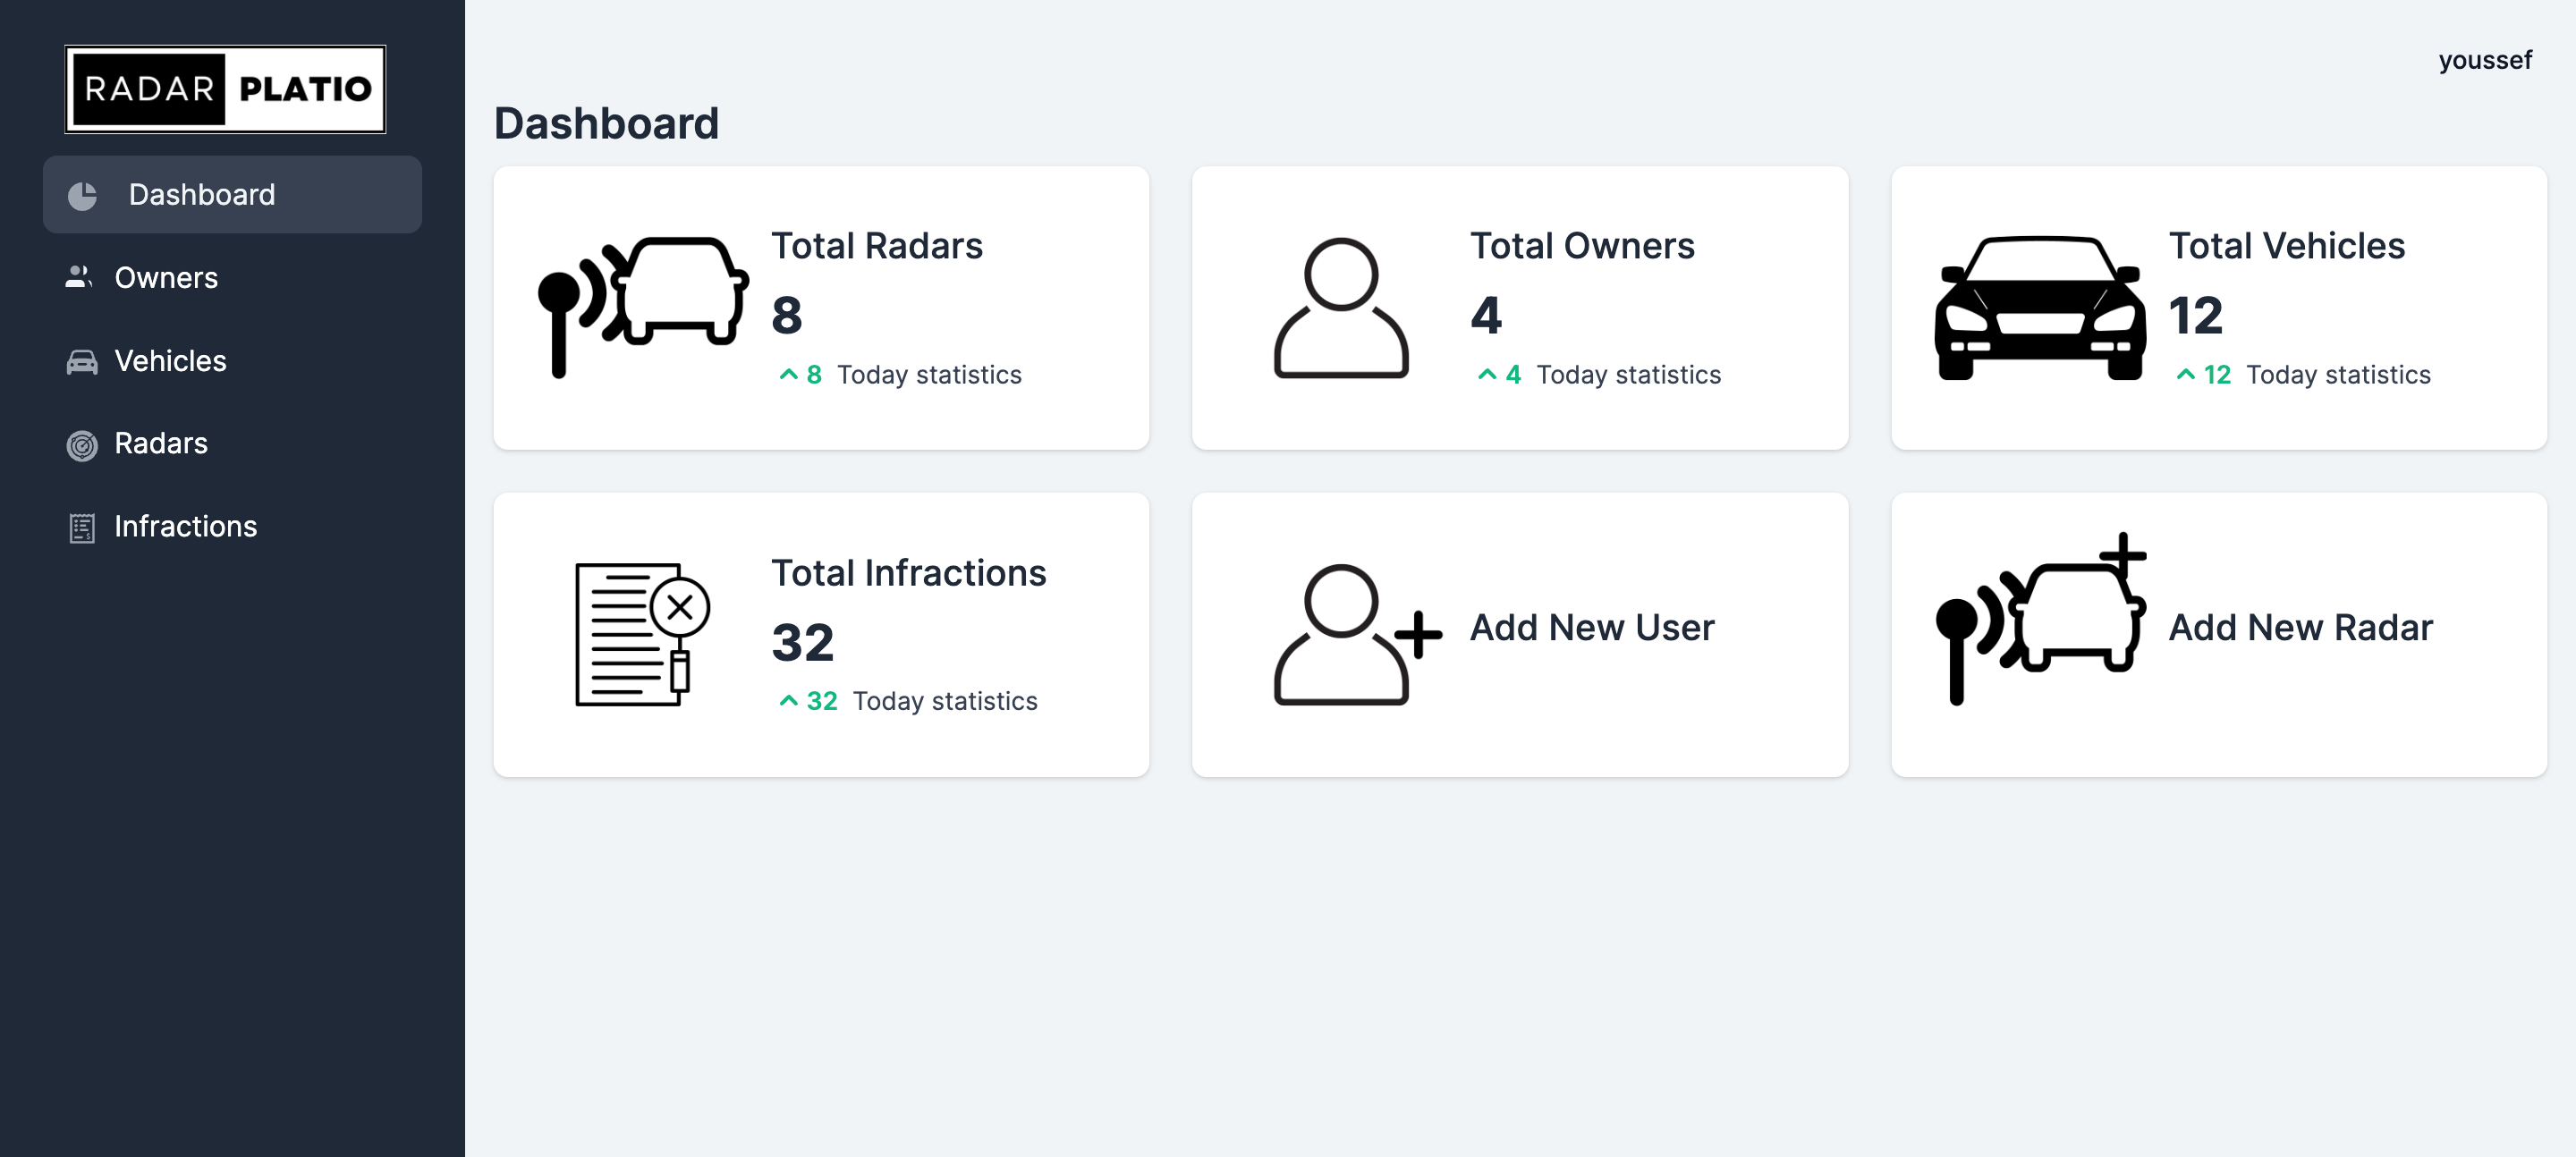 RADAR PLATIO
Dashboard
Owners
Vehicles
Radars
Infractions
youssef
Dashboard
Total Radars
8
8 Today statistics
Total Owners
4
4 Today statistics
Total Vehicles
12
12 Today statistics
Total Infractions
32
32 Today statistics
Add New User
Add New Radar